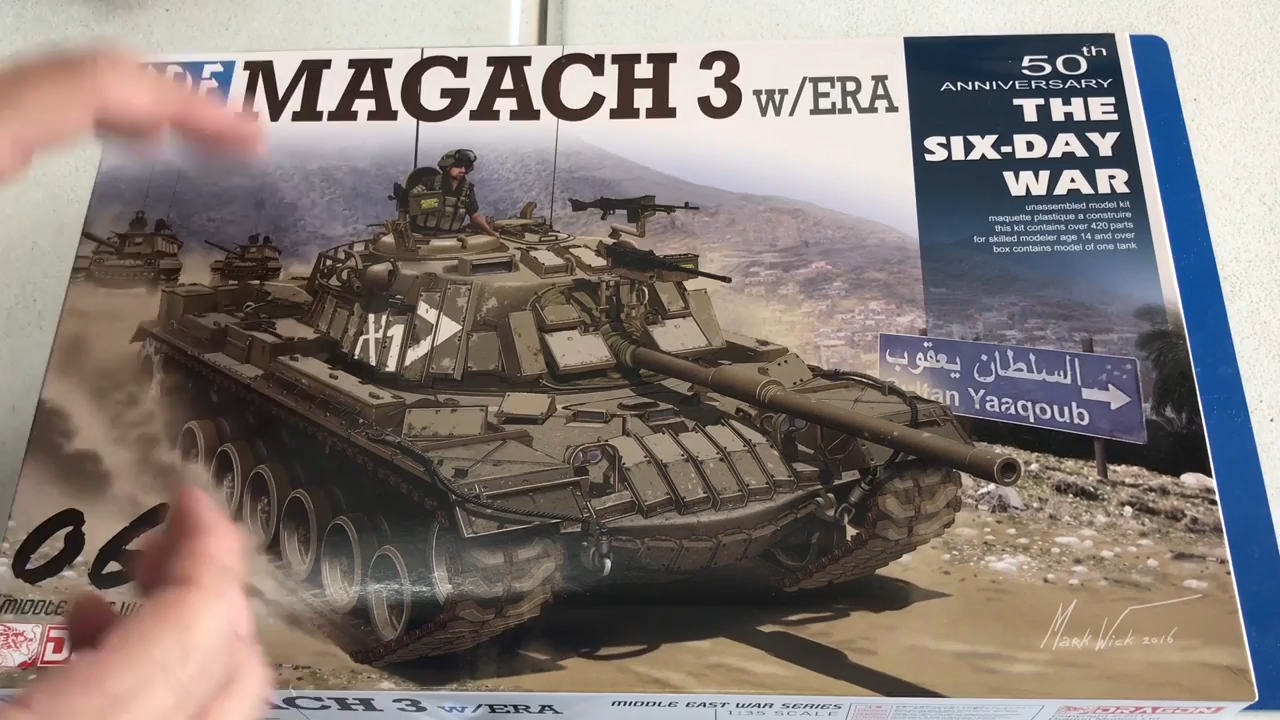 MAGACH 3 w/ERA
50th
ANNIVERSARY
THE
SIX-DAY
WAR
unassembled model kit
maquette plastique a construire
this kit contains over 420 parts
for skilled modeler age 14 and over
box contains model of one tank
السلطان يعقوب
Yaaqoub
06
MIDDLE
Mark Wick 2016
3 w/ERA
MIDDLE EAST WAR SERIES
1:35 SCALE
DRAGON